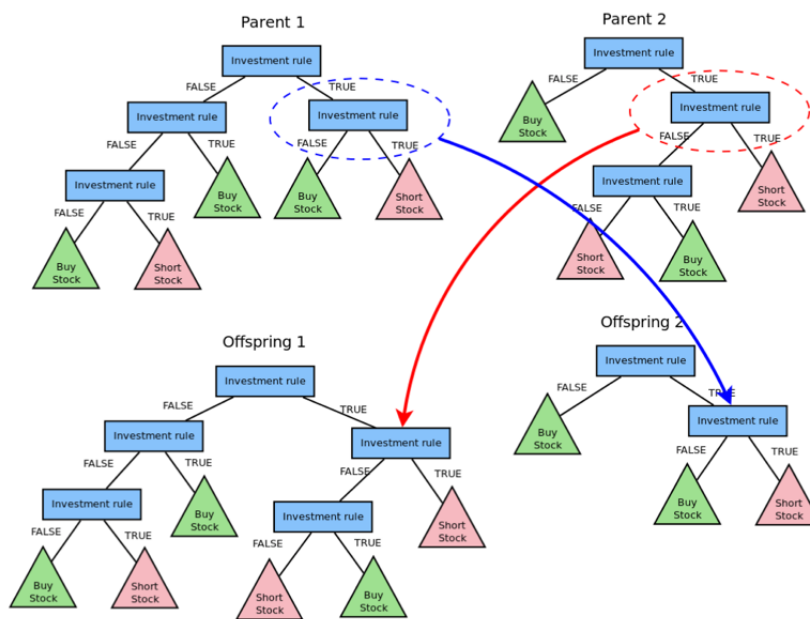 Parent 1
Investment rule
FALSE
TRUE
Investment rule
Investment rule
FALSE
TRUE
FALSE
TRUE
Investment rule
Buy
Stock
Buy
Stock
Short
Stock
FALSE
TRUE
Buy
Stock
Short
Stock
Parent 2
Investment rule
FALSE
TRUE
Buy
Stock
Investment rule
FALSE
TRUE
Investment rule
Short
Stock
FALSE
TRUE
Short
Stock
Buy
Stock
Offspring 1
Investment rule
FALSE
TRUE
Investment rule
Investment rule
FALSE
TRUE
FALSE
TRUE
Investment rule
Buy
Stock
Investment rule
Short
Stock
FALSE
TRUE
FALSE
TRUE
Buy
Stock
Short
Stock
Short
Stock
Buy
Stock
Offspring 2
Investment rule
FALSE
TRUE
Buy
Stock
Investment rule
FALSE
TRUE
Buy
Stock
Short
Stock